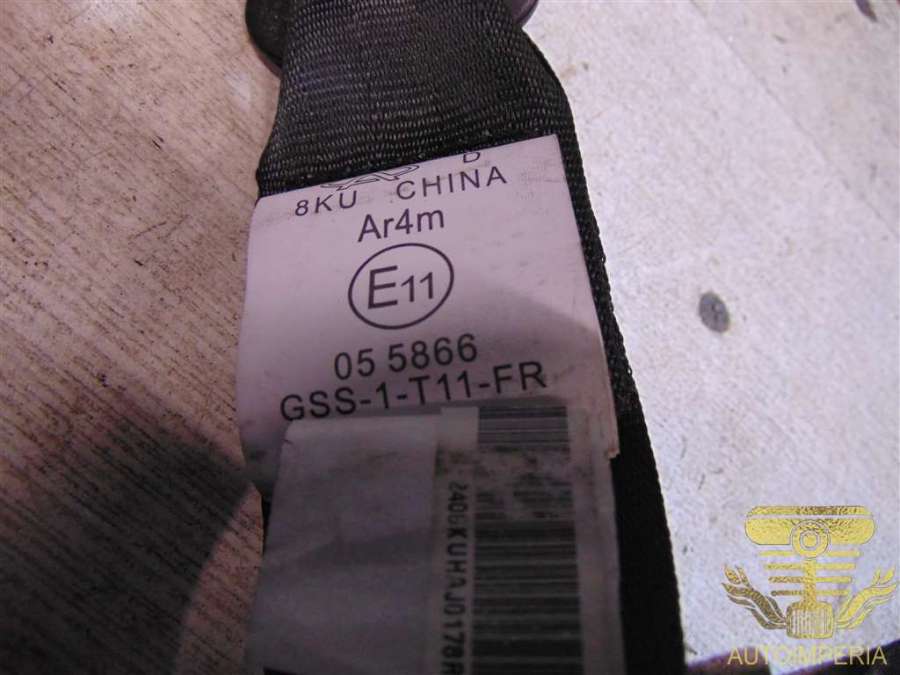 D
8KU CHINA
Ar4m
E11
05 5866
GSS-1-T11-FR
AUTOIMPERIA